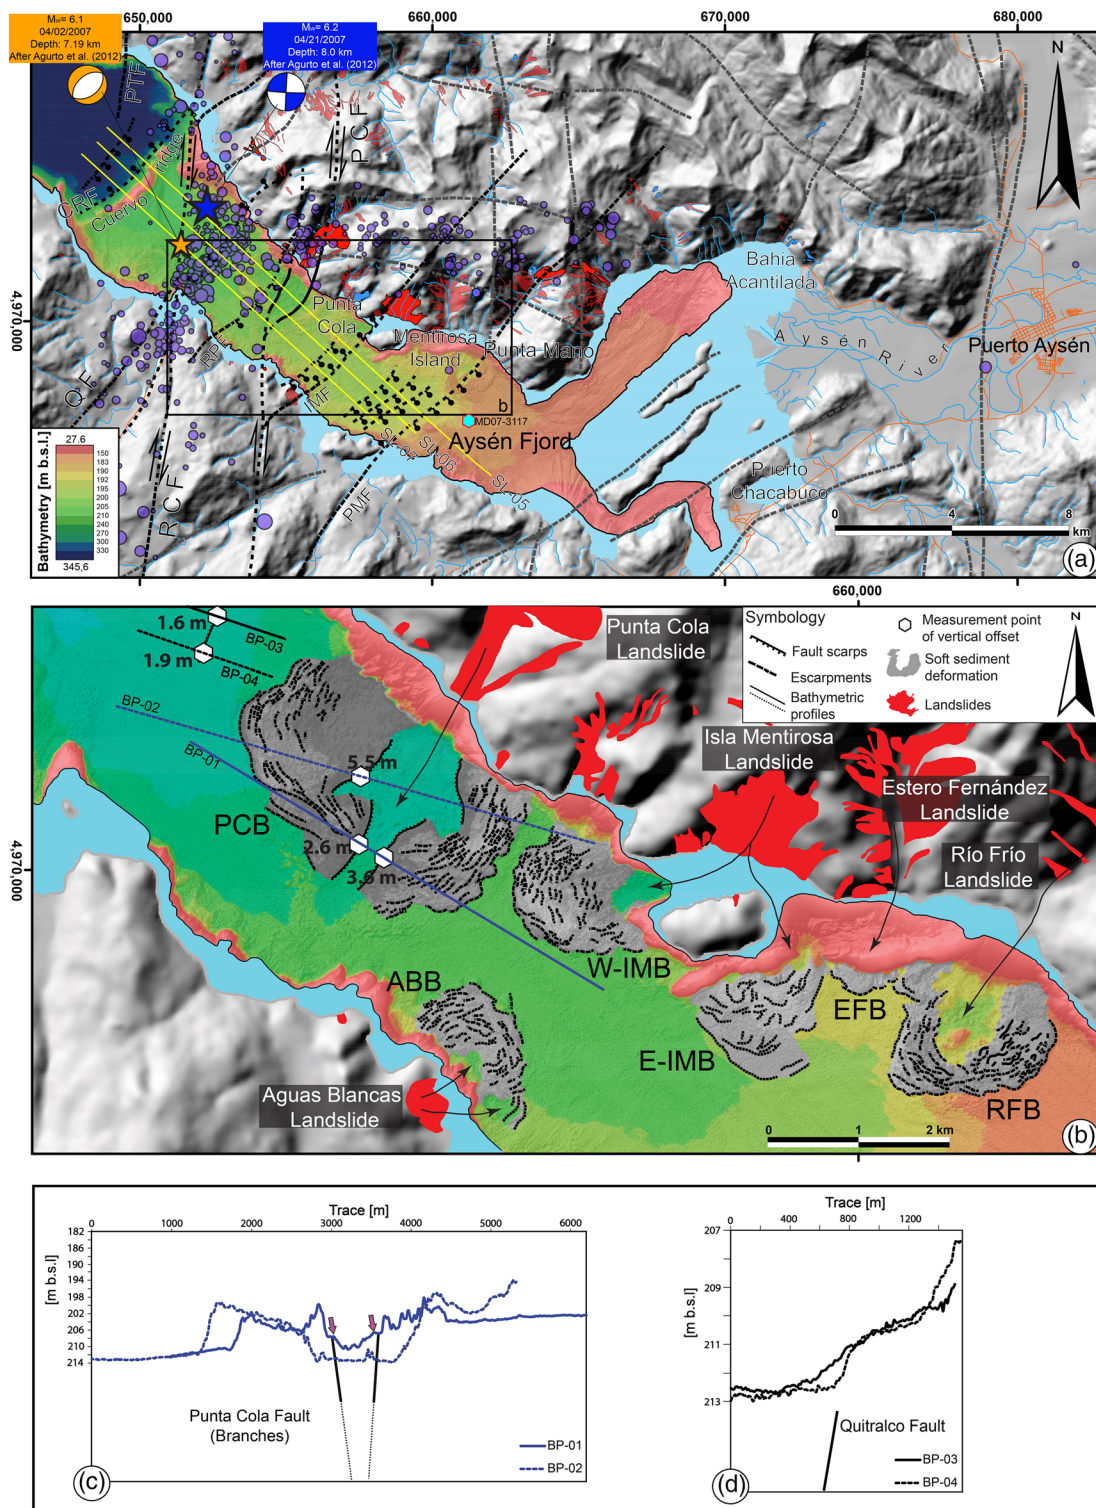 650,000
660,000
670,000
680,000
Mw= 6.1
04/02/2007
Depth: 7.19 km
After Agurto et al. (2012)
Mw= 6.2
04/21/2007
Depth: 8.0 km
After Agurto et al. (2012)
N
PTF
PCF
ridge
CRF
Cuervo
4,970,000
Punta
Cola
Mentirosa
Island
Punta Mano
Bahía
Acantilada
Aysén River
Puerto Aysén
QF
RP
MF
b
MD07-3117
Aysén Fjord
SL-07
SL-06
SL-05
PMF
RCF
Puerto
Chacabuco
Bathymetry [m b.s.l.]
27.6
150
183
190
192
195
200
210
240
270
300
330
345,6
0 4 8
km
(a)
660,000
1.6 m
BP-03
1.9 m
BP-04
BP-02
BP-01
5.5 m
2.6 m
3.6 m
PCB
Punta Cola
Landslide
Symbology
Fault scarps
Escarpments
Bathymetric
profiles
Measurement point
of vertical offset
Soft sediment
deformation
Landslides
N
Isla Mentirosa
Landslide
Estero Fernández
Landslide
Río Frío
Landslide
4,970,000
W-IMB
ABB
EFB
E-IMB
RFB
Aguas Blancas
Landslide
0 1 2 km
(b)
Trace [m]
0 1000 2000 3000 4000 5000 6000
[m b.s.l]
182
186
190
194
198
202
206
210
214
Punta Cola Fault
(Branches)
BP-01
BP-02
(c)
Trace [m]
0 400 800 1200
[m b.s.l]
207
209
211
213
Quitralco Fault
BP-03
BP-04
(d)